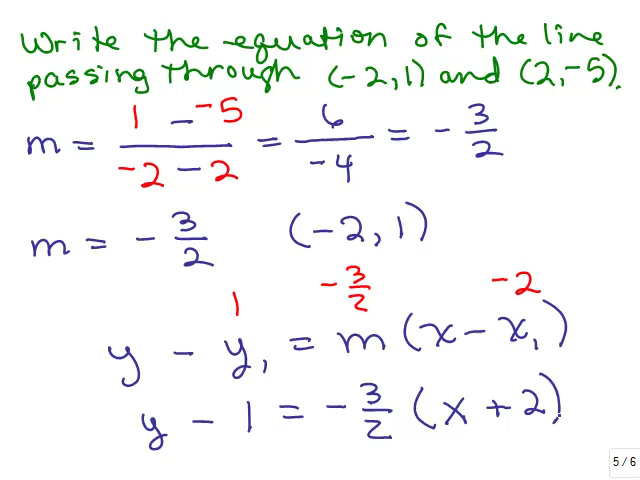 Write the equation of the line
passing through (-2,1) and (2,-5).
m = (1 - -5)/(-2 - 2) = 6/-4 = - 3/2
m = - 3/2 (-2,1)
1 - 3/2 -2
y - y₁ = m (x - x₁)
y - 1 = - 3/2 (x + 2)
5/6